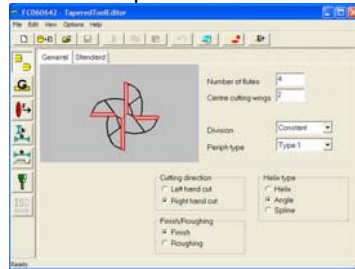 FC060642 - TaperedToolEditor
File Edit View Options Help
General Standard
Number of flutes 4
Centre cutting wings 2
Division Constant
Periph type Type 1
Cutting direction
Left hand cut
Right hand cut
Helix type
Helix
Angle
Spline
Finish/Roughing
Finish
Roughing
G
ISO
Ready